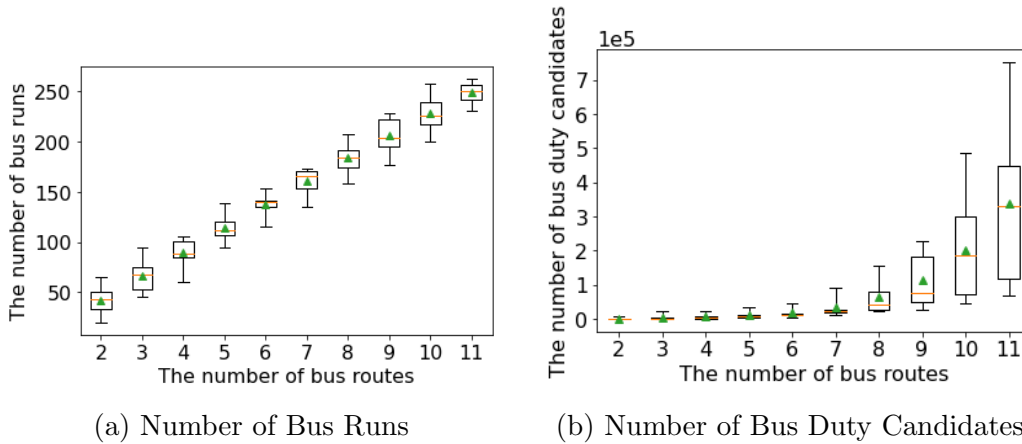 The number of bus runs
250
200
150
100
50
2 3 4 5 6 7 8 9 10 11
The number of bus routes
(a) Number of Bus Runs
The number of bus duty candidates
1e5
7
6
5
4
3
2
1
0
2 3 4 5 6 7 8 9 10 11
The number of bus routes
(b) Number of Bus Duty Candidates